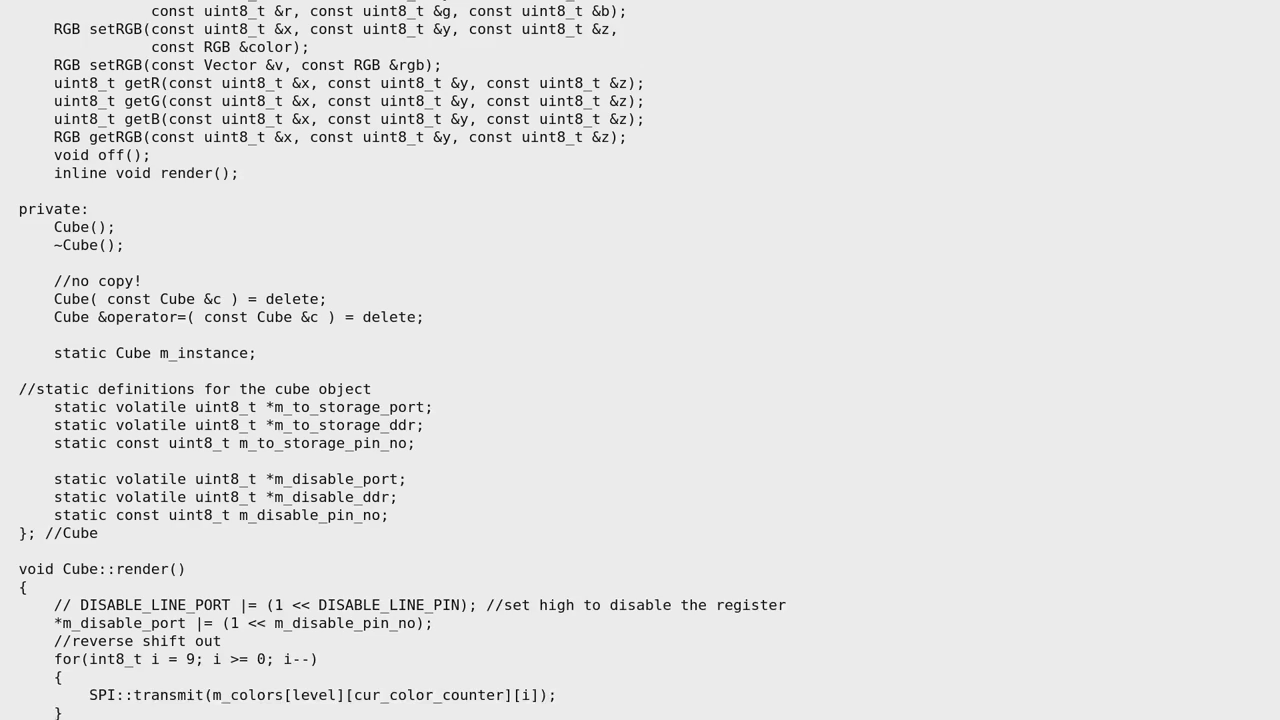 const uint8_t &r, const uint8_t &g, const uint8_t &b);
RGB setRGB(const uint8_t &x, const uint8_t &y, const uint8_t &z,
const RGB &color);
RGB setRGB(const Vector &v, const RGB &rgb);
uint8_t getR(const uint8_t &x, const uint8_t &y, const uint8_t &z);
uint8_t getG(const uint8_t &x, const uint8_t &y, const uint8_t &z);
uint8_t getB(const uint8_t &x, const uint8_t &y, const uint8_t &z);
RGB getRGB(const uint8_t &x, const uint8_t &y, const uint8_t &z);
void off();
inline void render();
private:
Cube();
~Cube();
//no copy!
Cube( const Cube &c ) = delete;
Cube &operator=( const Cube &c ) = delete;
static Cube m_instance;
//static definitions for the cube object
static volatile uint8_t *m_to_storage_port;
static volatile uint8_t *m_to_storage_ddr;
static const uint8_t m_to_storage_pin_no;
static volatile uint8_t *m_disable_port;
static volatile uint8_t *m_disable_ddr;
static const uint8_t m_disable_pin_no;
}; //Cube
void Cube::render()
{
// DISABLE_LINE_PORT |= (1 << DISABLE_LINE_PIN); //set high to disable the register
*m_disable_port |= (1 << m_disable_pin_no);
//reverse shift out
for(int8_t i = 9; i >= 0; i--)
{
SPI::transmit(m_colors[level][cur_color_counter][i]);
}